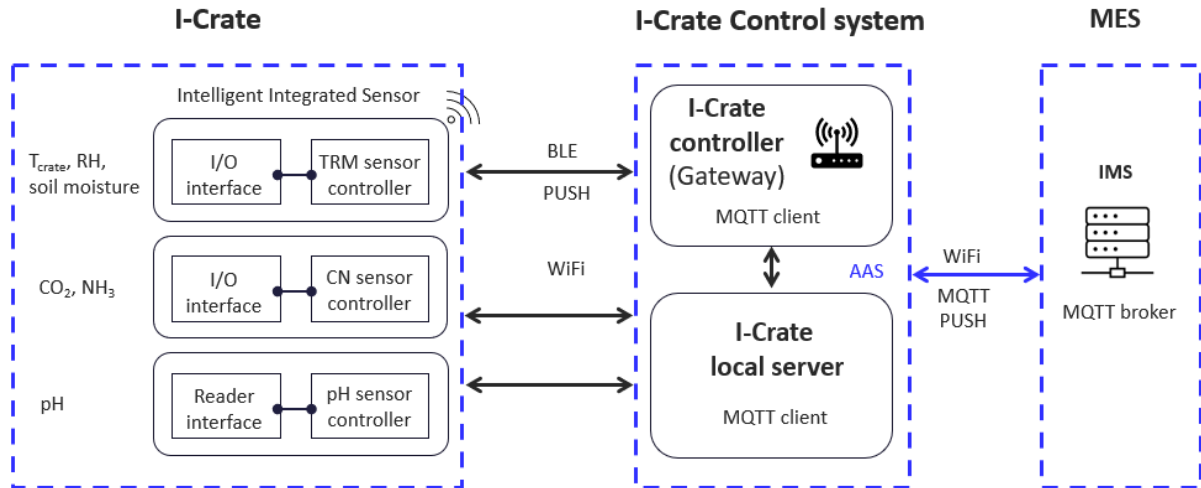 I-Crate
I-Crate Control system
MES
Intelligent Integrated Sensor
T_crate, RH,
soil moisture
I/O
interface
TRM sensor
controller
CO₂, NH₃
I/O
interface
CN sensor
controller
pH
Reader
interface
pH sensor
controller
BLE
PUSH
WiFi
I-Crate
controller
(Gateway)
MQTT client
AAS
I-Crate
local server
MQTT client
WiFi
MQTT
PUSH
IMS
MQTT broker